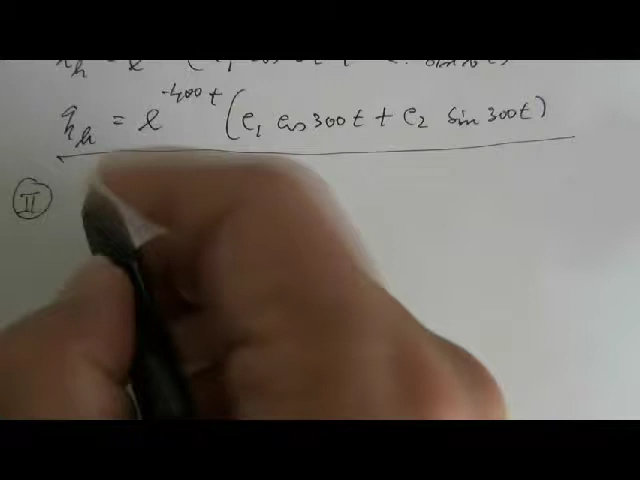 q_h = e^{-400t} (c_1 cos 300t + c_2 sin 300t)
II